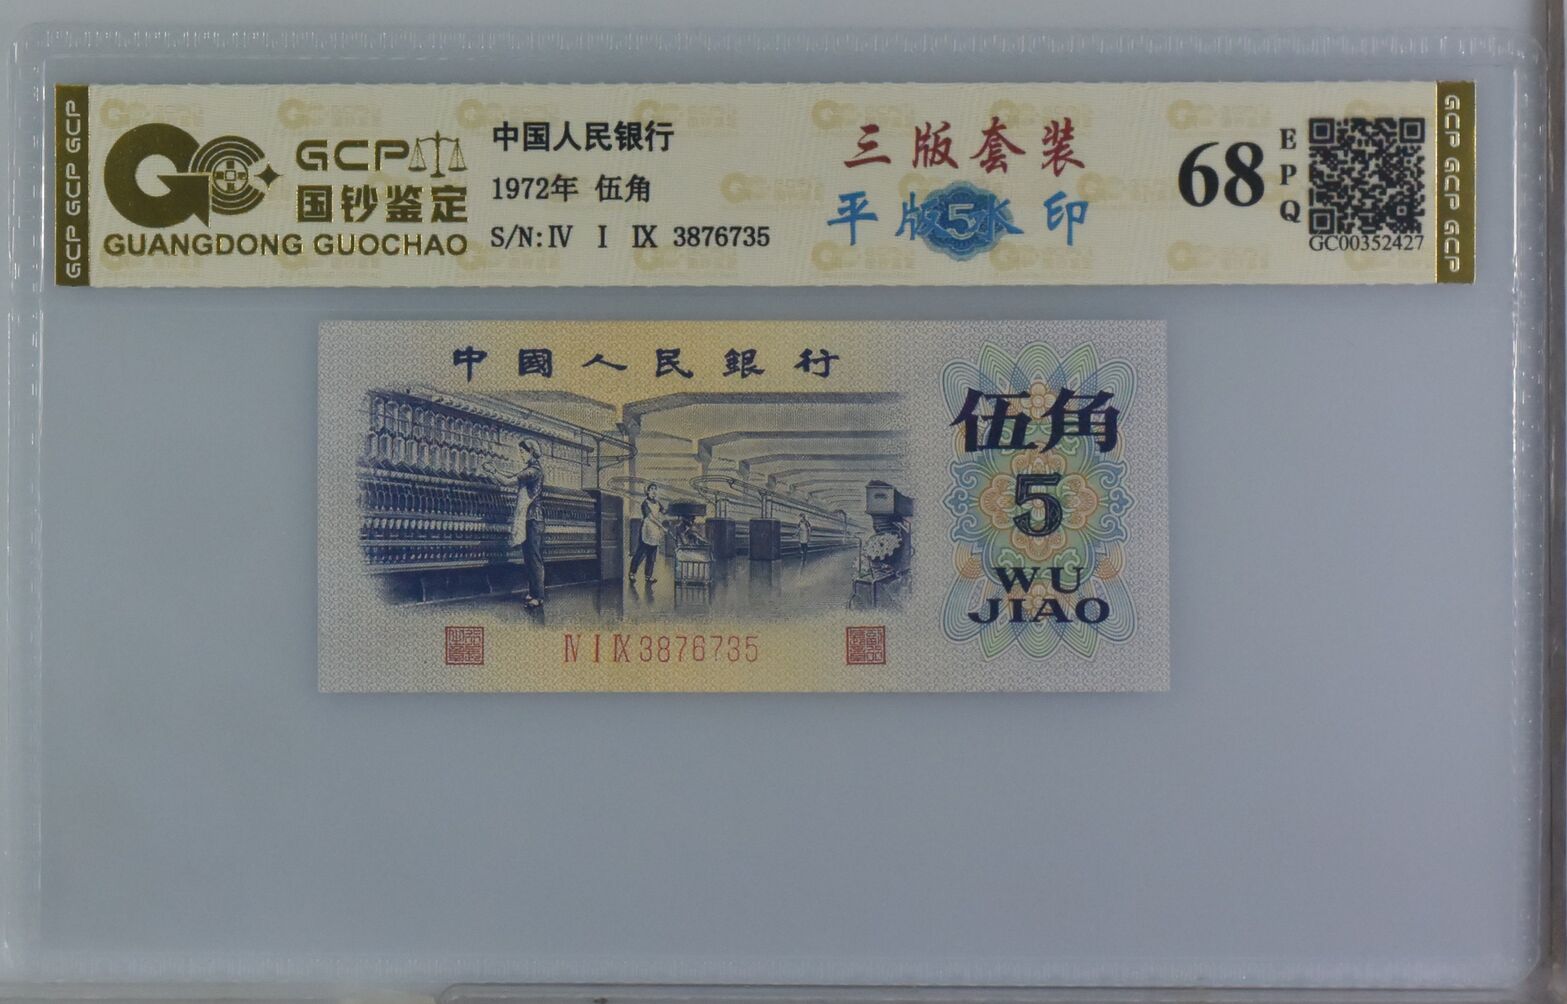 GCP GCP GCP
GCP
国钞鉴定
GUANGDONG GUOCHAO
中国人民银行
1972年 伍角
S/N:Ⅳ Ⅰ Ⅸ 3876735
三版套装
平版水印
5
68
EPQ
GC00352427
GCP GCP GCP
中國人民銀行
伍角
5
WU
JIAO
Ⅳ Ⅰ Ⅸ 3876735